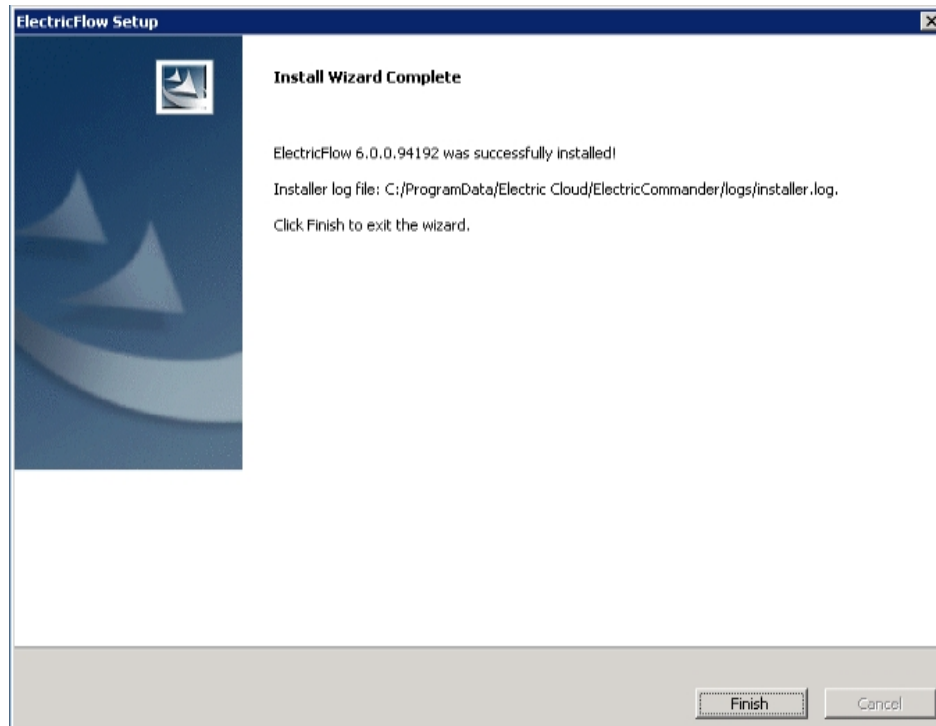 ElectricFlow Setup
Install Wizard Complete
ElectricFlow 6.0.0.94192 was successfully installed!
Installer log file: C:/ProgramData/Electric Cloud/ElectricCommander/logs/installer.log.
Click Finish to exit the wizard.
Finish Cancel